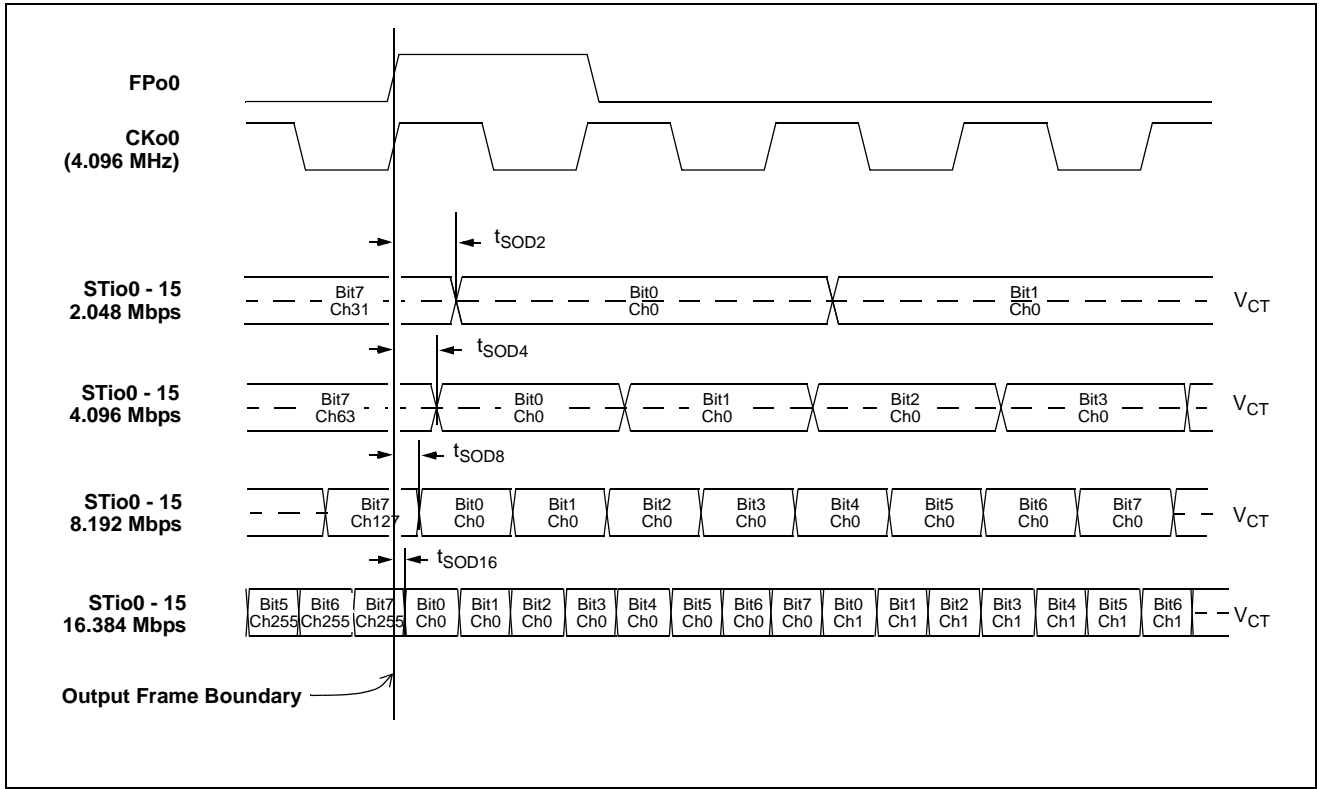 FPo0
CKo0
(4.096 MHz)
tSOD2
STio0 - 15
2.048 Mbps
Bit7 Bit0 Bit1
Ch31 Ch0 Ch0
VCT
tSOD4
STio0 - 15
4.096 Mbps
Bit7 Bit0 Bit1 Bit2 Bit3
Ch63 Ch0 Ch0 Ch0 Ch0
VCT
tSOD8
STio0 - 15
8.192 Mbps
Bit7 Bit0 Bit1 Bit2 Bit3 Bit4 Bit5 Bit6 Bit7
Ch127 Ch0 Ch0 Ch0 Ch0 Ch0 Ch0 Ch0 Ch0
VCT
tSOD16
STio0 - 15
16.384 Mbps
Bit5 Bit6 Bit7 Bit0 Bit1 Bit2 Bit3 Bit4 Bit5 Bit6 Bit7 Bit0 Bit1 Bit2 Bit3 Bit4 Bit5 Bit6
Ch255 Ch255 Ch255 Ch0 Ch0 Ch0 Ch0 Ch0 Ch0 Ch0 Ch0 Ch1 Ch1 Ch1 Ch1 Ch1 Ch1 Ch1
VCT
Output Frame Boundary